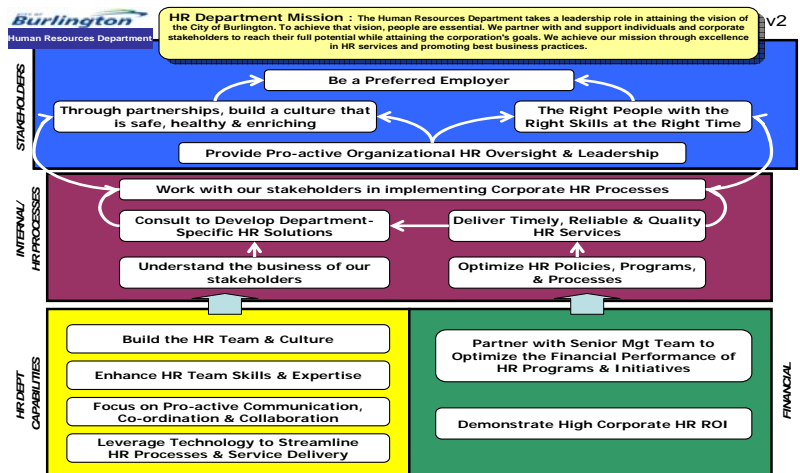 Burlington
Human Resources Department
HR Department Mission : The Human Resources Department takes a leadership role in attaining the vision of
the City of Burlington. To achieve that vision, people are essential. We partner with and support individuals and corporate
stakeholders to reach their full potential while attaining the corporation's goals. We achieve our mission through excellence
in HR services and promoting best business practices.
v2
STAKEHOLDERS
Be a Preferred Employer
Through partnerships, build a culture that
is safe, healthy & enriching
The Right People with the
Right Skills at the Right Time
Provide Pro-active Organizational HR Oversight & Leadership
INTERNAL/
HR PROCESSES
Work with our stakeholders in implementing Corporate HR Processes
Consult to Develop Department-
Specific HR Solutions
Deliver Timely, Reliable & Quality
HR Services
Understand the business of our
stakeholders
Optimize HR Policies, Programs,
& Processes
HR DEPT
CAPABILITIES
Build the HR Team & Culture
Enhance HR Team Skills & Expertise
Focus on Pro-active Communication,
Co-ordination & Collaboration
Leverage Technology to Streamline
HR Processes & Service Delivery
Partner with Senior Mgt Team to
Optimize the Financial Performance of
HR Programs & Initiatives
Demonstrate High Corporate HR ROI
FINANCIAL